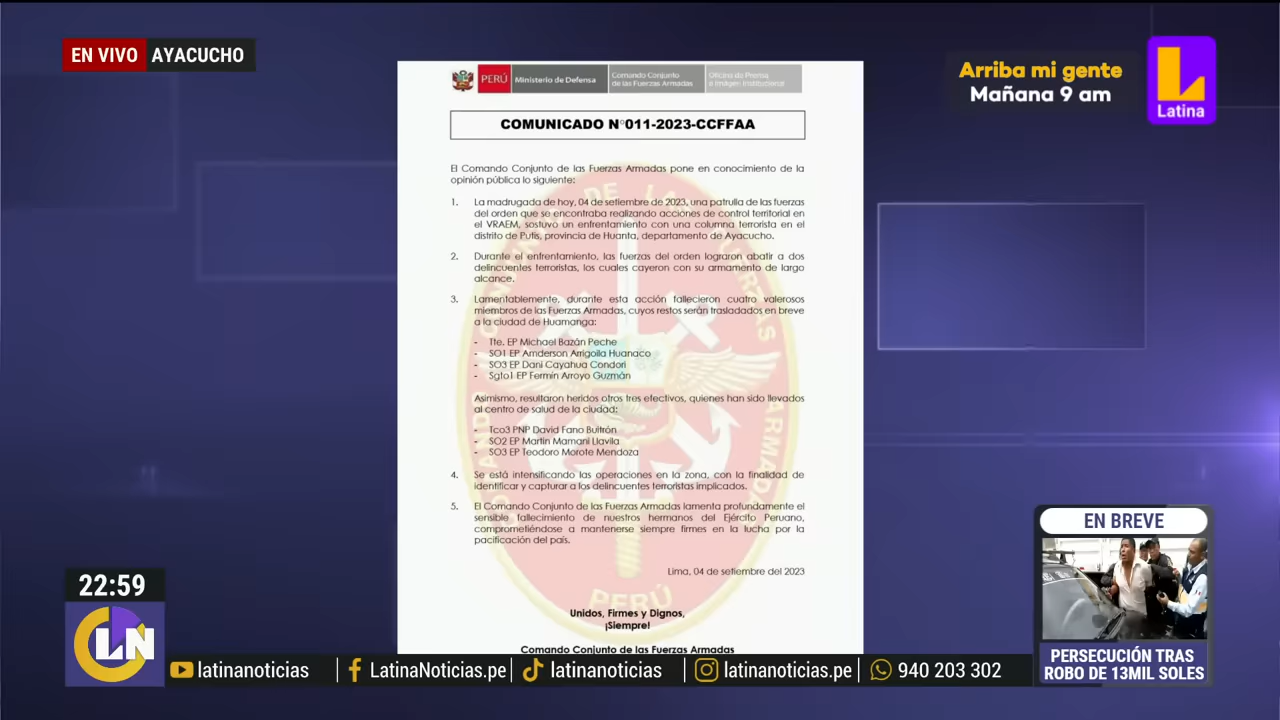 EN VIVO AYACUCHO
Arriba mi gente
Mañana 9 am
Latina
PERÚ Ministerio de Defensa
Comando Conjunto
de las Fuerzas Armadas
Oficina de Prensa
e Imagen Institucional
COMUNICADO N°011-2023-CCFFAA
El Comando Conjunto de las Fuerzas Armadas pone en conocimiento de la
opinión pública lo siguiente:
1. La madrugada de hoy, 04 de setiembre de 2023, una patrulla de las fuerzas
del orden que se encontraba realizando acciones de control territorial en
el VRAEM, sostuvo un enfrentamiento con una columna terrorista en el
distrito de Putis, provincia de Huanta, departamento de Ayacucho.
2. Durante el enfrentamiento, las fuerzas del orden lograron abatir a dos
delincuentes terroristas, los cuales cayeron con su armamento de largo
alcance.
3. Lamentablemente, durante esta acción fallecieron cuatro valerosos
miembros de las Fuerzas Armadas, cuyos restos serán trasladados en breve
a la ciudad de Huamanga:
- Tte. EP Michael Bazán Peche
- SO1 EP Amderson Arrigoila Huanaco
- SO3 EP Dani Cayahua Condori
- Sgto1 EP Fermín Arroyo Guzmán
Asimismo, resultaron heridos otros tres efectivos, quienes han sido llevados
al centro de salud de la ciudad:
- Tco3 PNP David Fano Buitrón
- SO2 EP Martin Mamani Llavila
- SO3 EP Teodoro Morote Mendoza
4. Se está intensificando las operaciones en la zona, con la finalidad de
identificar y capturar a los delincuentes terroristas implicados.
5. El Comando Conjunto de las Fuerzas Armadas lamenta profundamente el
sensible fallecimiento de nuestros hermanos del Ejército Peruano,
comprometiéndose a mantenerse siempre firmes en la lucha por la
pacificación del país.
Lima, 04 de setiembre del 2023
PERÚ
Unidos, Firmes y Dignos,
¡Siempre!
Comando Conjunto de las Fuerzas Armadas
EN BREVE
PERSECUCIÓN TRAS
ROBO DE 13MIL SOLES
22:59
LN
latinanoticias LatinaNoticias.pe latinanoticias latinanoticias.pe 940 203 302